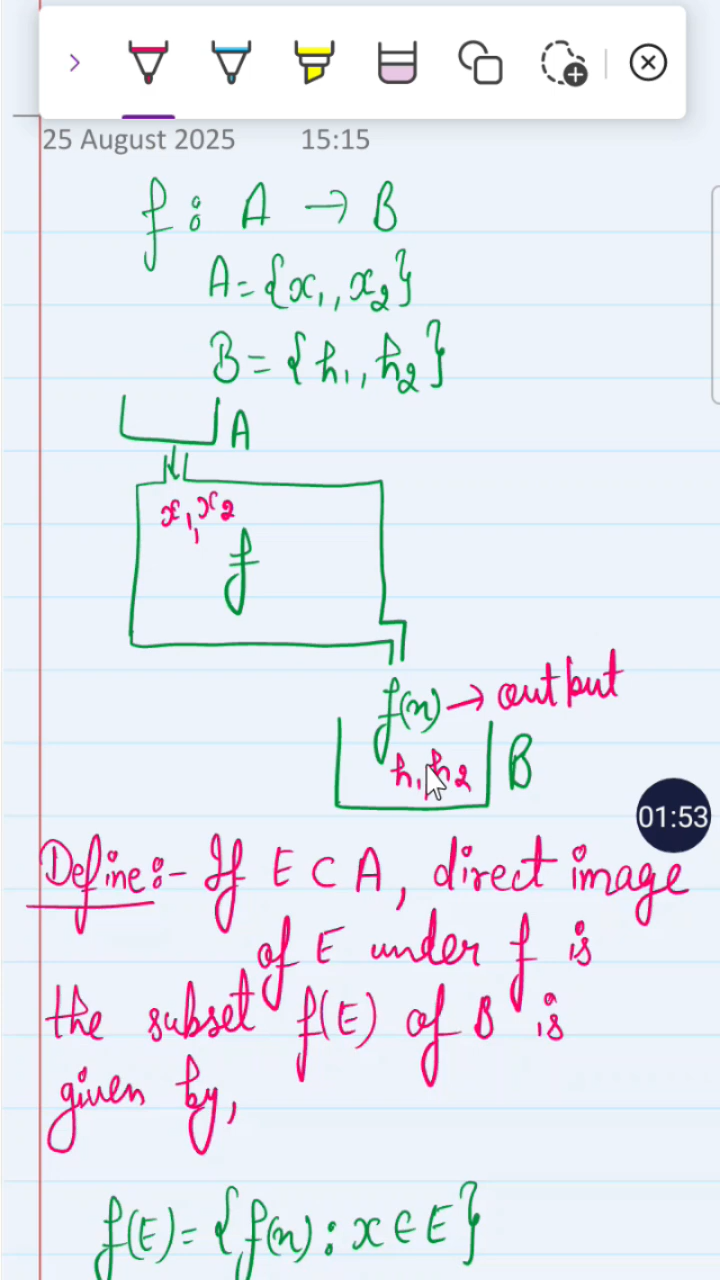 25 August 2025 15:15
f : A → B
A = {x₁, x₂}
B = {h₁, h₂}
A
x₁, x₂
f
f(x) → output
h₁, h₂ B
01:53
Define:- If E ⊂ A, direct image
of E under f is
the subset f(E) of B is
given by,
f(E) = {f(x) : x ∈ E}